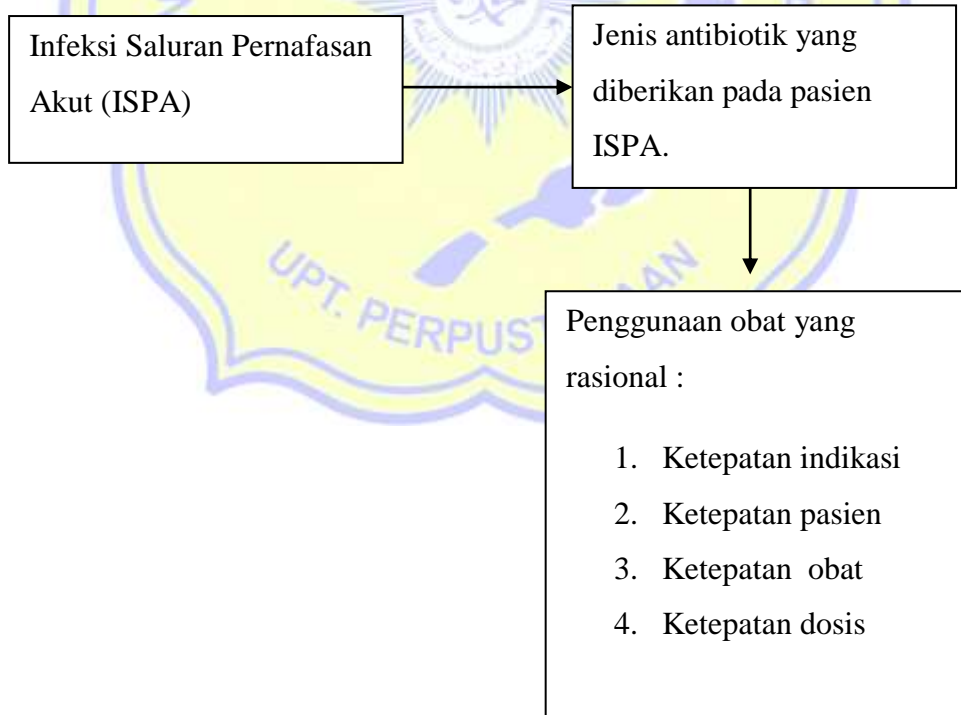 Infeksi Saluran Pernafasan
Akut (ISPA)
Jenis antibiotik yang
diberikan pada pasien
ISPA.
UPT. PERPUST
AN
Penggunaan obat yang
rasional :
1. Ketepatan indikasi
2. Ketepatan pasien
3. Ketepatan obat
4. Ketepatan dosis